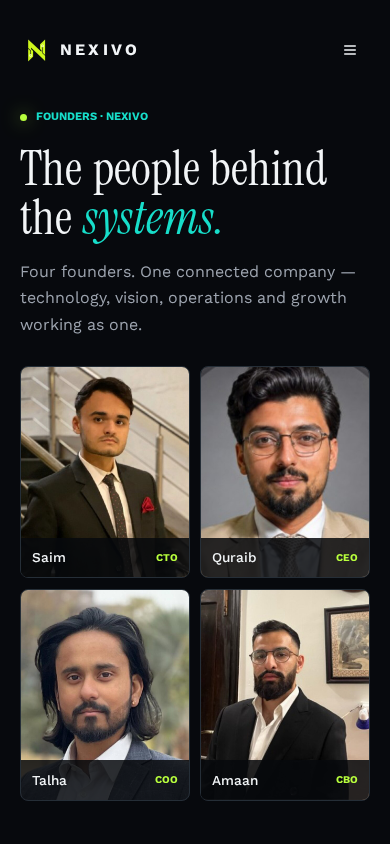 NEXIVO
FOUNDERS · NEXIVO
The people behind
the systems.
Four founders. One connected company —
technology, vision, operations and growth
working as one.
Saim
CTO
Quraib
CEO
Talha
COO
Amaan
CBO